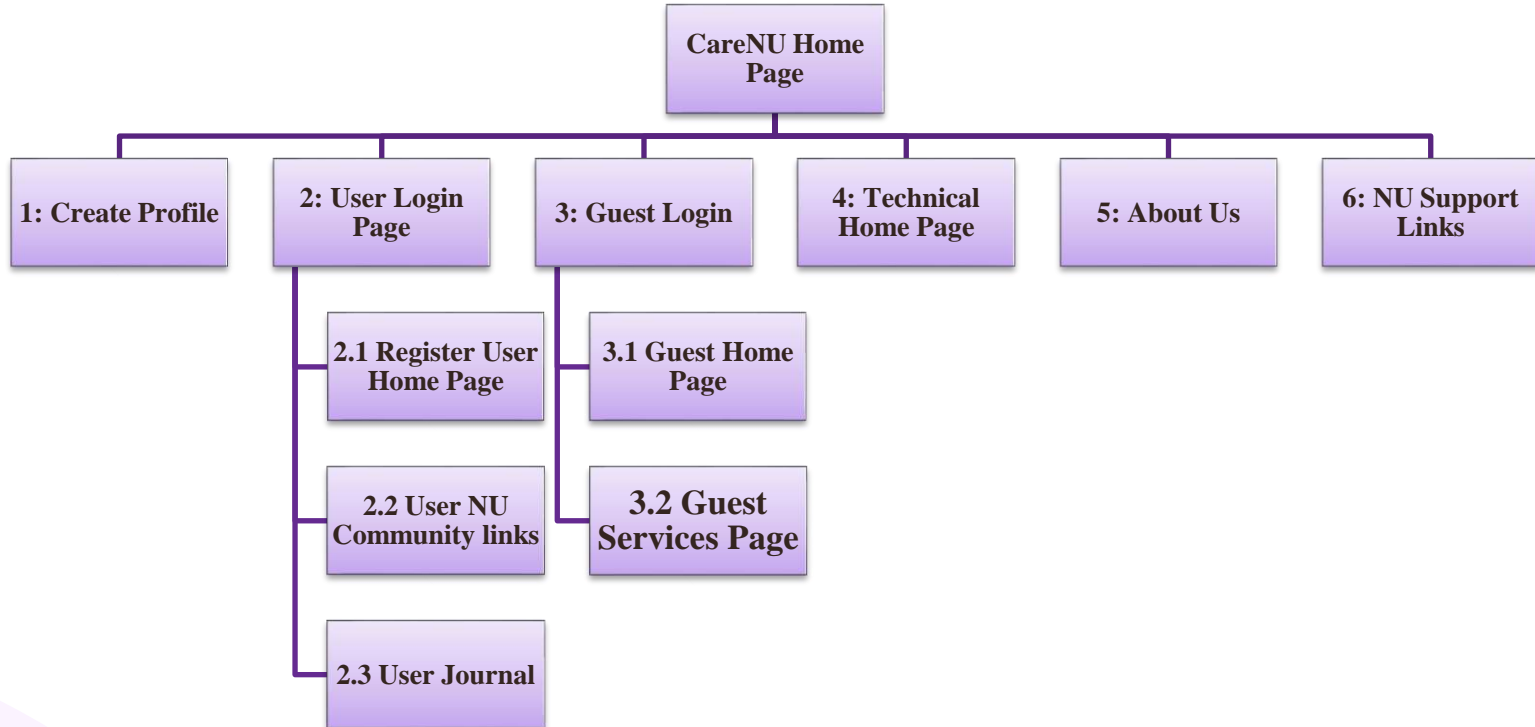 CareNU Home
Page
1: Create Profile
2: User Login
Page
3: Guest Login
4: Technical
Home Page
5: About Us
6: NU Support
Links
2.1 Register User
Home Page
3.1 Guest Home
Page
2.2 User NU
Community links
3.2 Guest
Services Page
2.3 User Journal